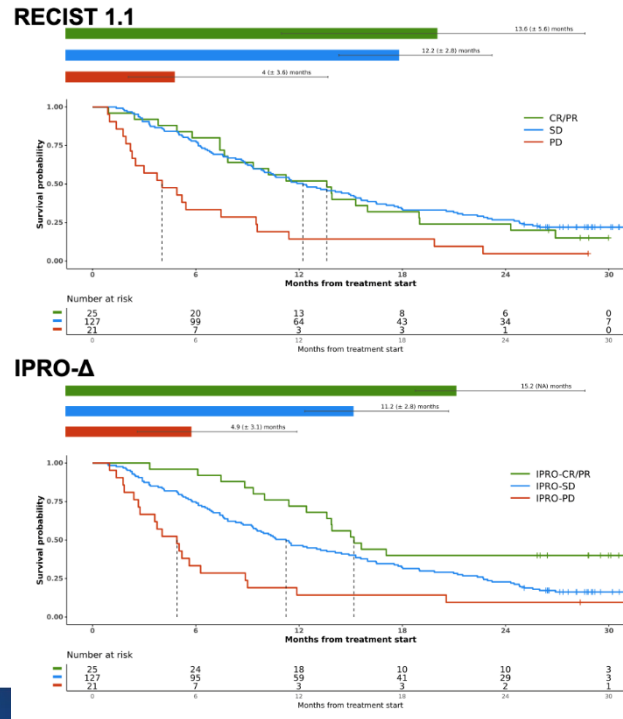 RECIST 1.1
13.6 (± 5.6) months
12.2 (± 2.8) months
4 (± 3.6) months
1.00
0.75
0.50
0.25
0.00
Survival probability
CR/PR
SD
PD
0 6 12 18 24 30
Months from treatment start
Number at risk
25 20 13 8 6 0
127 99 64 43 34 7
21 7 3 3 1 0
0 6 12 18 24 30
Months from treatment start
IPRO-Δ
15.2 (NA) months
11.2 (± 2.8) months
4.9 (± 3.1) months
1.00
0.75
0.50
0.25
0.00
Survival probability
IPRO-CR/PR
IPRO-SD
IPRO-PD
0 6 12 18 24 30
Months from treatment start
Number at risk
25 24 18 10 10 3
127 95 59 41 29 3
21 7 3 3 2 1
0 6 12 18 24 30
Months from treatment start